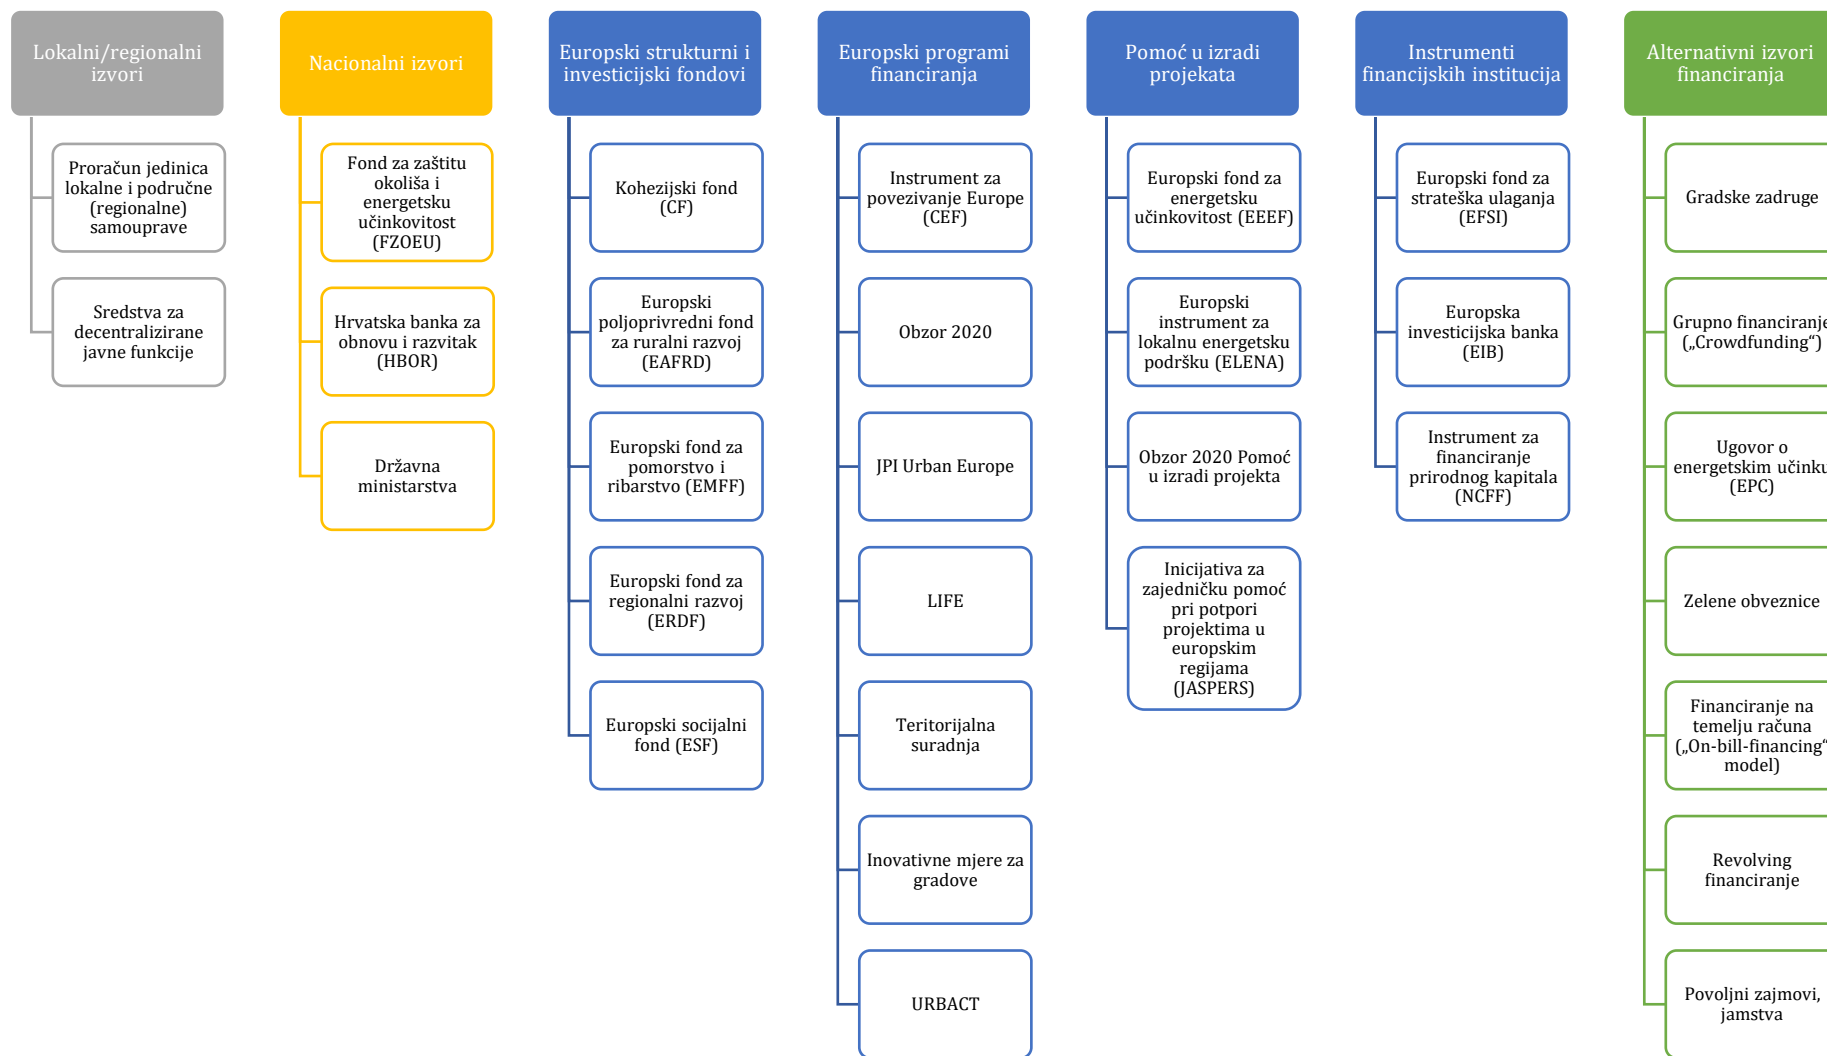 Lokalni/regionalni
izvori
Proračun jedinica
lokalne i područne
(regionalne)
samouprave
Sredstva za
decentralizirane
javne funkcije
Nacionalni izvori
Fond za zaštitu
okoliša i
energetsku
učinkovitost
(FZOEU)
Hrvatska banka za
obnovu i razvitak
(HBOR)
Državna
ministarstva
Europski strukturni i
investicijski fondovi
Kohezijski fond
(CF)
Europski
poljoprivredni fond
za ruralni razvoj
(EAFRD)
Europski fond za
pomorstvo i
ribarstvo (EMFF)
Europski fond za
regionalni razvoj
(ERDF)
Europski socijalni
fond (ESF)
Europski programi
financiranja
Instrument za
povezivanje Europe
(CEF)
Obzor 2020
JPI Urban Europe
LIFE
Teritorijalna
suradnja
Inovativne mjere za
gradove
URBACT
Pomoć u izradi
projekata
Europski fond za
energetsku
učinkovitost (EEEF)
Europski
instrument za
lokalnu energetsku
podršku (ELENA)
Obzor 2020 Pomoć
u izradi projekta
Inicijativa za
zajedničku pomoć
pri potpori
projektima u
europskim
regijama
(JASPERS)
Instrumenti
financijskih institucija
Europski fond za
strateška ulaganja
(EFSI)
Europska
investicijska banka
(EIB)
Instrument za
financiranje
prirodnog kapitala
(NCFF)
Alternativni izvori
financiranja
Gradske zadruge
Grupno financiranje
(„Crowdfunding“)
Ugovor o
energetskim učinku
(EPC)
Zelene obveznice
Financiranje na
temelju računa
(„On-bill-financing“
model)
Revolving
financiranje
Povoljni zajmovi,
jamstva